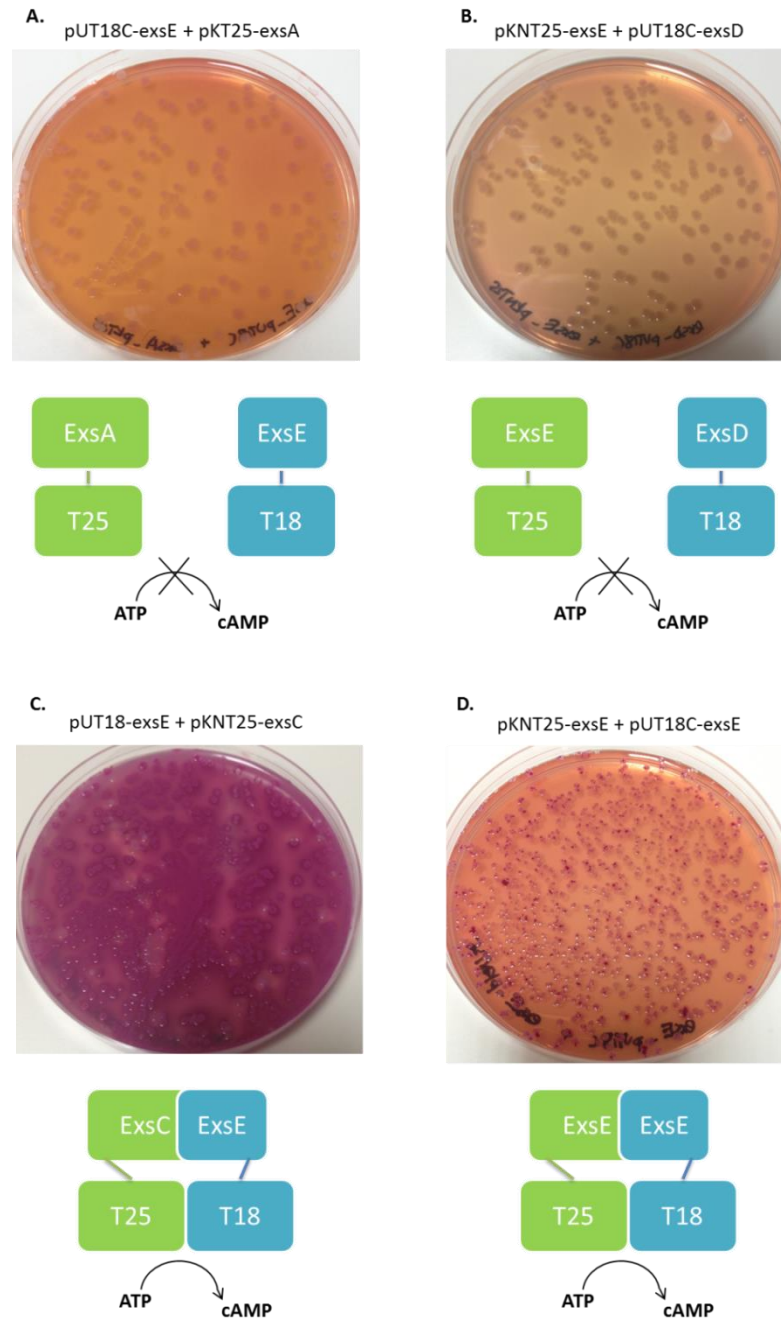 A.
pUT18C-exsE + pKT25-exsA
B.
pKNT25-exsE + pUT18C-exsD
ExsA
ExsE
T25
T18
ATP
cAMP
ExsE
ExsD
T25
T18
ATP
cAMP
C.
pUT18-exsE + pKNT25-exsC
D.
pKNT25-exsE + pUT18C-exsE
ExsC
ExsE
T25
T18
ATP
cAMP
ExsE
ExsE
T25
T18
ATP
cAMP